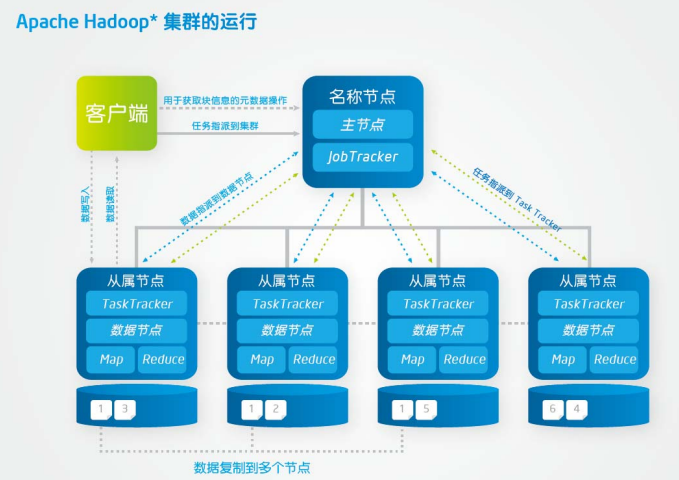 Apache Hadoop* 集群的运行
客户端
用于获取块信息的元数据操作
任务指派到集群
名称节点
主节点
JobTracker
数据写入
数据读取
数据指派到数据节点
任务指派到 Task Tracker
从属节点
TaskTracker
数据节点
Map Reduce
1 3
从属节点
TaskTracker
数据节点
Map Reduce
1 2
从属节点
TaskTracker
数据节点
Map Reduce
1 5
从属节点
TaskTracker
数据节点
Map Reduce
6 4
数据复制到多个节点